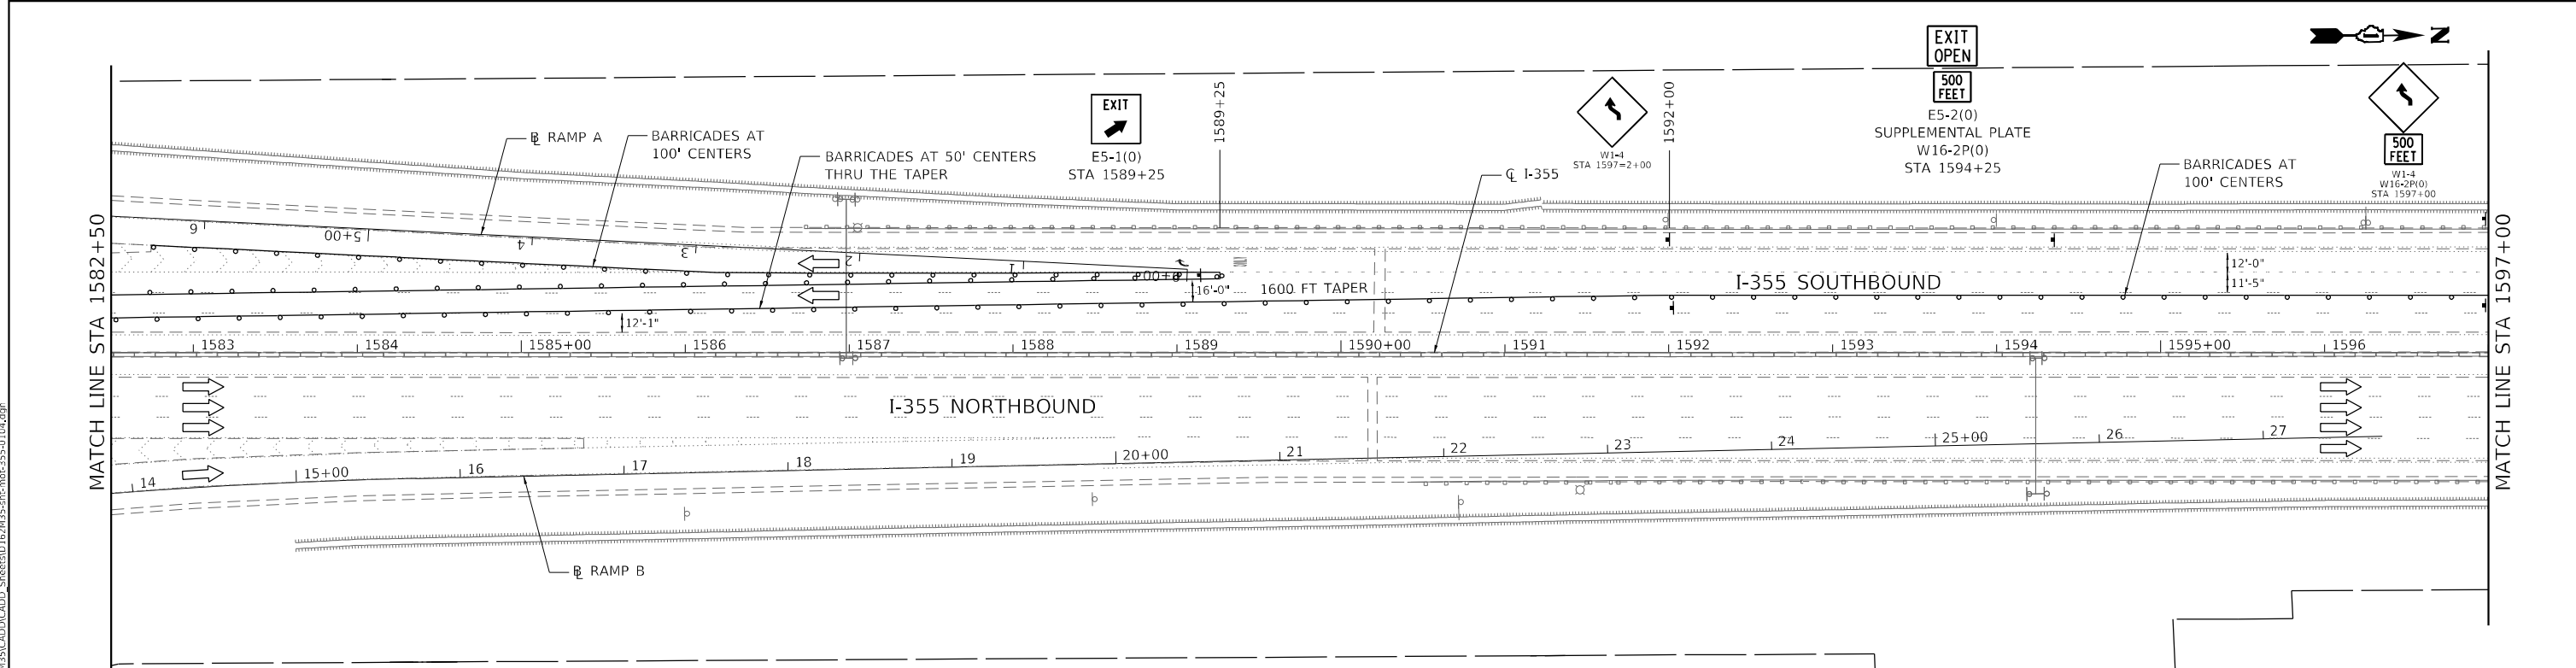 EXIT
OPEN
500
FEET
E5-2(0)
SUPPLEMENTAL PLATE
W16-2P(0)
STA 1594+25
N
EXIT
E5-1(0)
STA 1589+25
1589+25
W1-4
STA 1597=2+00
1592+00
500
FEET
W1-4
W16-2P(0)
STA 1597+00
BL RAMP A
BARRICADES AT
100' CENTERS
BARRICADES AT 50' CENTERS
THRU THE TAPER
CL I-355
BARRICADES AT
100' CENTERS
MATCH LINE STA 1582+50
MATCH LINE STA 1597+00
6
5+00
4
3
2
1
0+00
16'-0"
1600 FT TAPER
I-355 SOUTHBOUND
12'-0"
11'-5"
12'-1"
1583
1584
1585+00
1586
1587
1588
1589
1590+00
1591
1592
1593
1594
1595+00
1596
I-355 NORTHBOUND
14
15+00
16
17
18
19
20+00
21
22
23
24
25+00
26
27
BL RAMP B